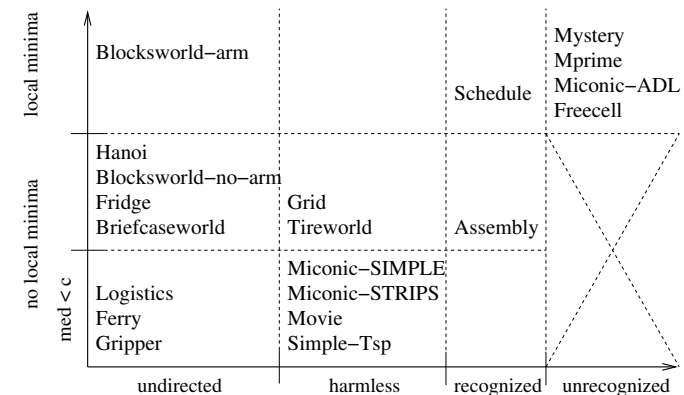 local minima
Blocksworld−arm
Schedule
Mystery
Mprime
Miconic−ADL
Freecell
no local minima
Hanoi
Blocksworld−no−arm
Fridge
Briefcaseworld
Grid
Tireworld
Assembly
med < c
Logistics
Ferry
Gripper
Miconic−SIMPLE
Miconic−STRIPS
Movie
Simple−Tsp
undirected
harmless
recognized
unrecognized